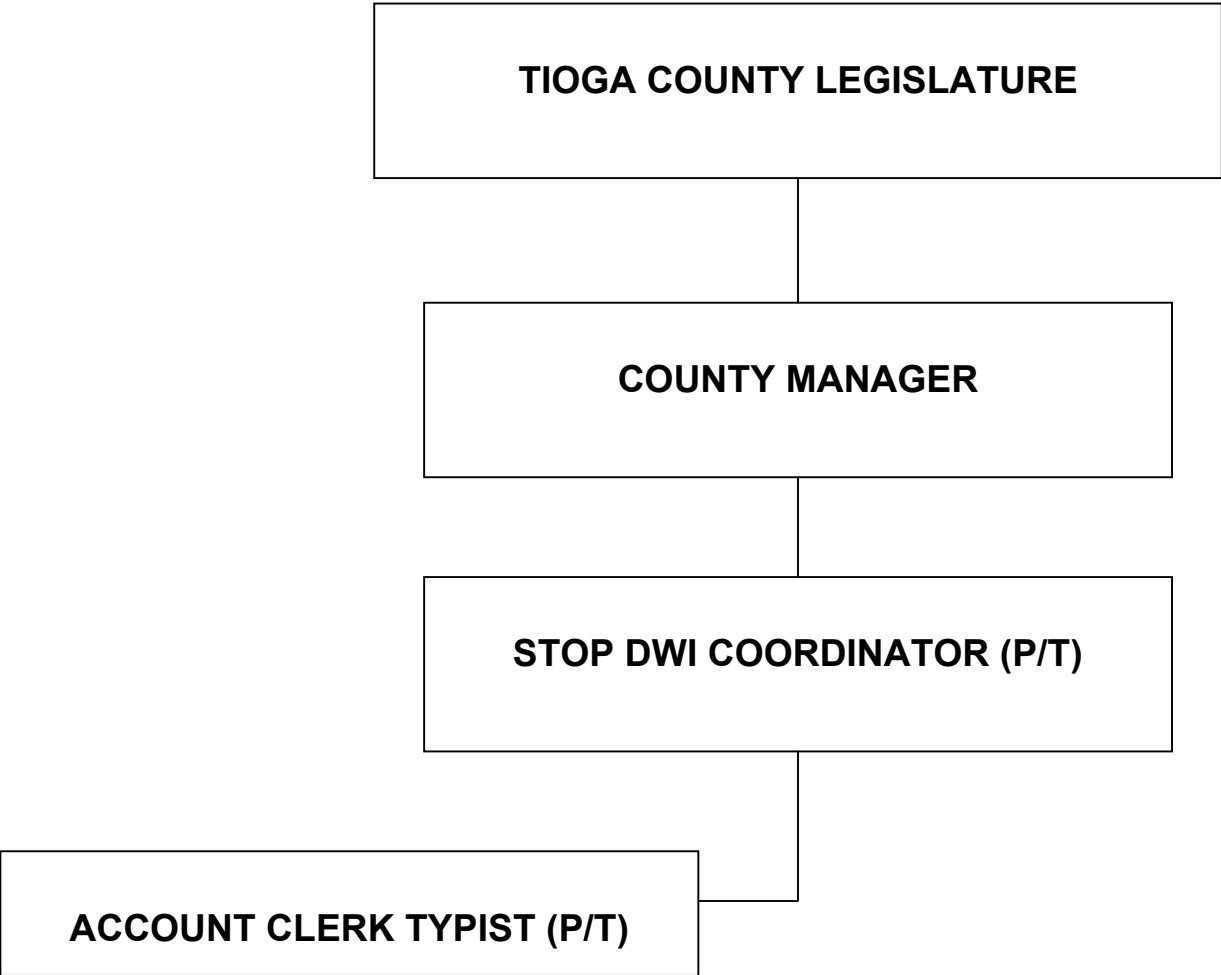 TIOGA COUNTY LEGISLATURE
COUNTY MANAGER
STOP DWI COORDINATOR (P/T)
ACCOUNT CLERK TYPIST (P/T)